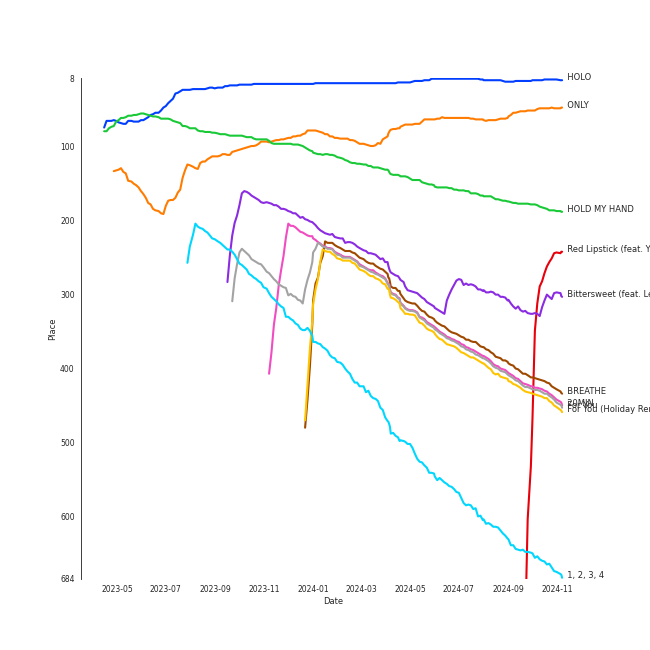 8
100
200
300
400
500
600
684
Place
2023-05
2023-07
2023-09
2023-11
2024-01
2024-03
2024-05
2024-07
2024-09
2024-11
Date
HOLO
ONLY
HOLD MY HAND
Red Lipstick (feat. Y
Bittersweet (feat. Le
BREATHE
20MIN
For You (Holiday Rem
1, 2, 3, 4